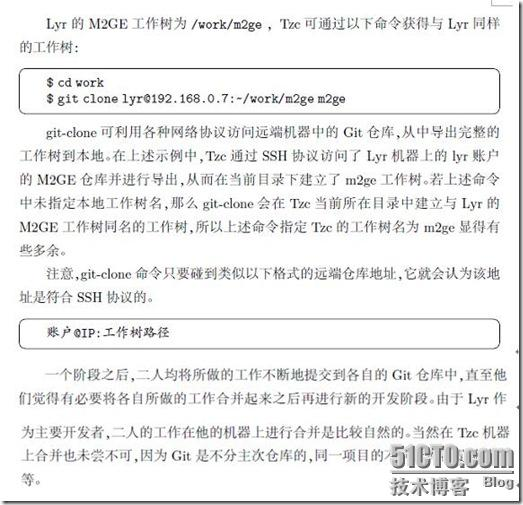 Lyr 的 M2GE 工作树为 /work/m2ge ，Tzc 可通过以下命令获得与 Lyr 同样
的工作树:
$ cd work
$ git clone lyr@192.168.0.7:~/work/m2ge m2ge
git-clone 可利用各种网络协议访问远端机器中的 Git 仓库,从中导出完整的
工作树到本地。在上述示例中,Tzc 通过 SSH 协议访问了 Lyr 机器上的 lyr 账户
的 M2GE 仓库并进行导出,从而在当前目录下建立了 m2ge 工作树。若上述命令
中未指定本地工作树名,那么 git-clone 会在 Tzc 当前所在目录中建立与 Lyr 的
M2GE 工作树同名的工作树,所以上述命令指定 Tzc 的工作树名为 m2ge 显得有
些多余。
注意,git-clone 命令只要碰到类似以下格式的远端仓库地址,它就会认为该地
址是符合 SSH 协议的。
账户@IP:工作树路径
一个阶段之后,二人均将所做的工作不断地提交到各自的 Git 仓库中,直至他
们觉得有必要将各自所做的工作合并起来之后再进行新的开发阶段。由于 Lyr 作
为主要开发者,二人的工作在他的机器上进行合并是比较自然的。当然在 Tzc 机器
上合并也未尝不可,因为 Git 是不分主次仓库的,同一项目的
等。
51CTO.com
技术博客 Blog